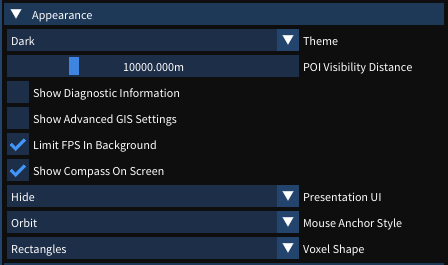 Appearance
Dark Theme
10000.000m POI Visibility Distance
Show Diagnostic Information
Show Advanced GIS Settings
Limit FPS In Background
Show Compass On Screen
Hide Presentation UI
Orbit Mouse Anchor Style
Rectangles Voxel Shape